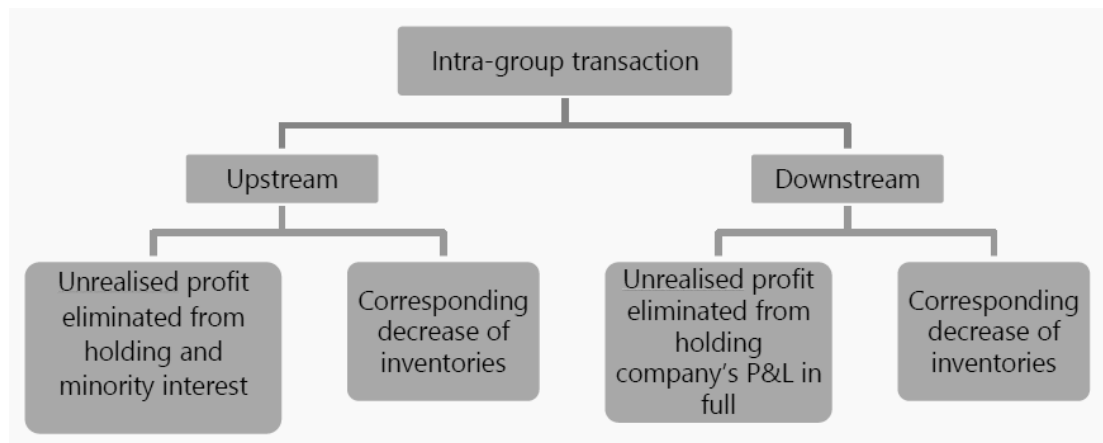 Intra-group transaction
Upstream
Downstream
Unrealised profit
eliminated from
holding and
minority interest
Corresponding
decrease of
inventories
Unrealised profit
eliminated from
holding
company's P&L in
full
Corresponding
decrease of
inventories